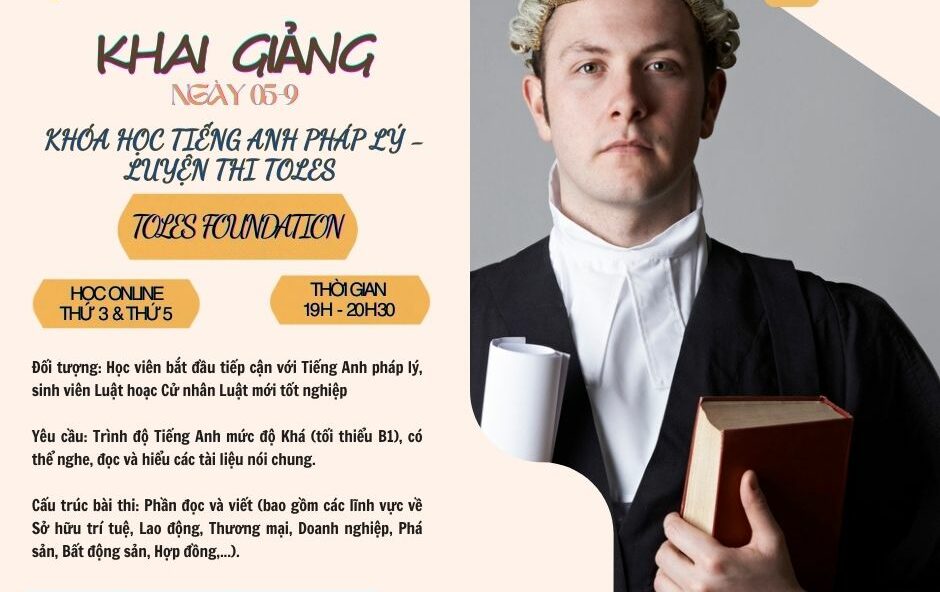 KHAI GIẢNG
NGÀY 05-9
KHÓA HỌC TIẾNG ANH PHÁP LÝ –
LUYỆN THI TOLES
TOLES FOUNDATION
HỌC ONLINE
THỨ 3 & THỨ 5
THỜI GIAN
19H - 20H30
Đối tượng: Học viên bắt đầu tiếp cận với Tiếng Anh pháp lý,
sinh viên Luật hoạc Cử nhân Luật mới tốt nghiệp
Yêu cầu: Trình độ Tiếng Anh mức độ Khá (tối thiểu B1), có
thể nghe, đọc và hiểu các tài liệu nói chung.
Cấu trúc bài thi: Phần đọc và viết (bao gồm các lĩnh vực về
Sở hữu trí tuệ, Lao động, Thương mại, Doanh nghiệp, Phá
sản, Bất động sản, Hợp đồng,...).